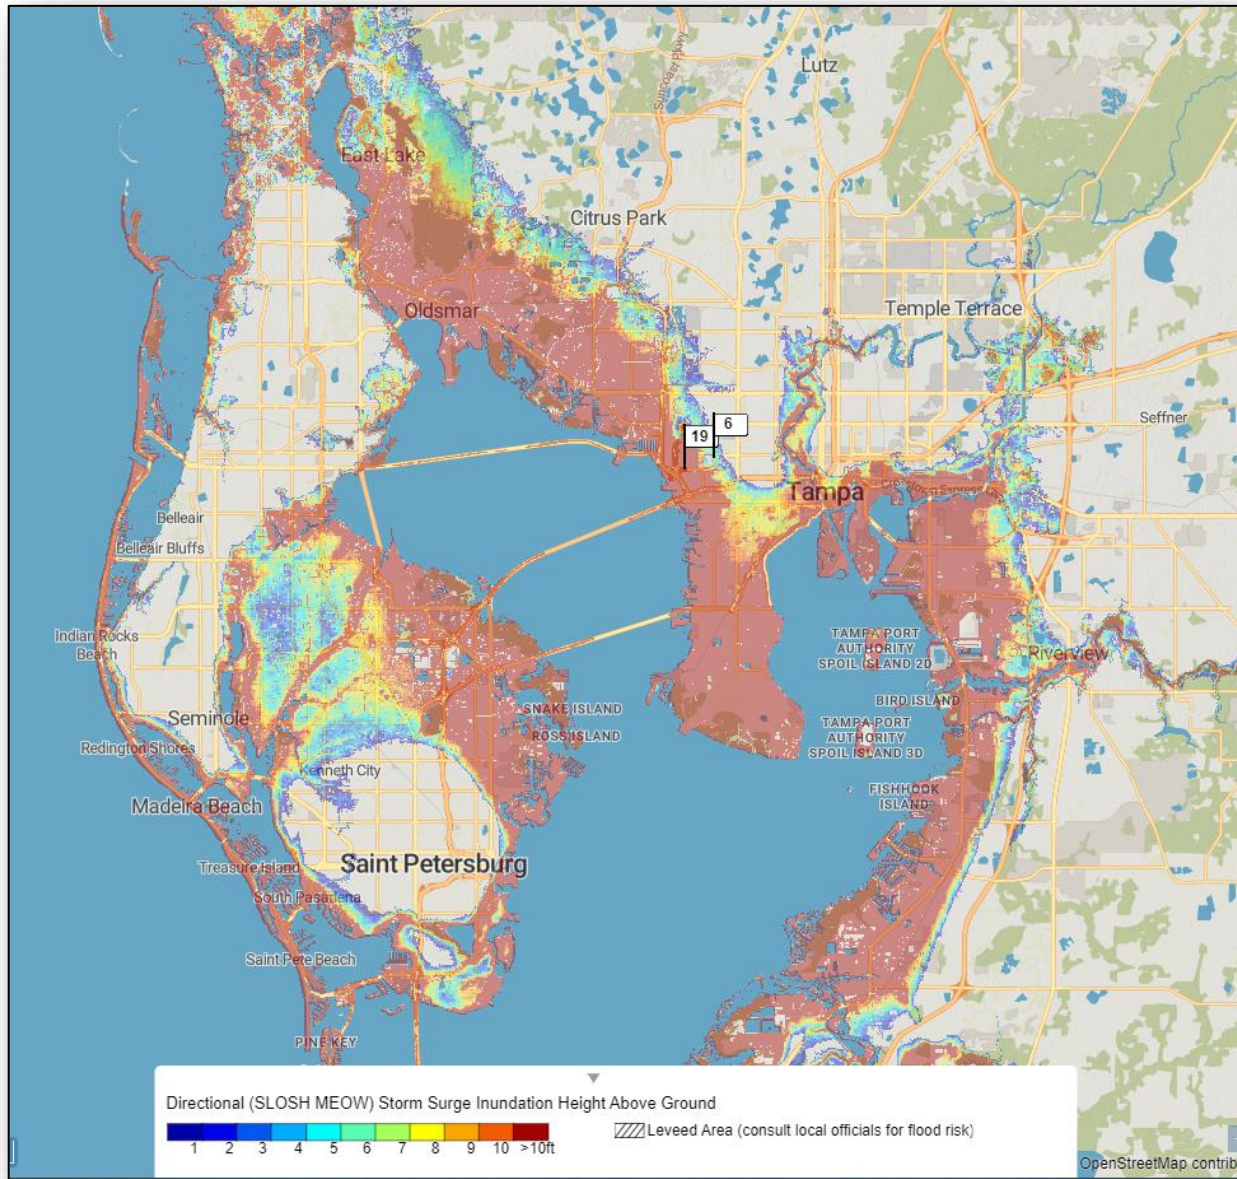 Lutz
Suncoast Pkwy
East Lake
Citrus Park
Oldsmar
Temple Terrace
6
19
Seffner
Tampa
Belleair
Belleair Bluffs
Indian Rocks
Beach
TAMPA PORT
AUTHORITY
SPOIL ISLAND 2D
Riverview
Seminole
SNAKE ISLAND
BIRD ISLAND
ROSS ISLAND
TAMPA PORT
AUTHORITY
SPOIL ISLAND 3D
Redington Shores
Kenneth City
Madeira Beach
FISHHOOK
ISLAND
Treasure Island
Saint Petersburg
South Pasadena
Saint Pete Beach
PINE KEY
Directional (SLOSH MEOW) Storm Surge Inundation Height Above Ground
1 2 3 4 5 6 7 8 9 10 >10ft
Leveed Area (consult local officials for flood risk)
OpenStreetMap contrib